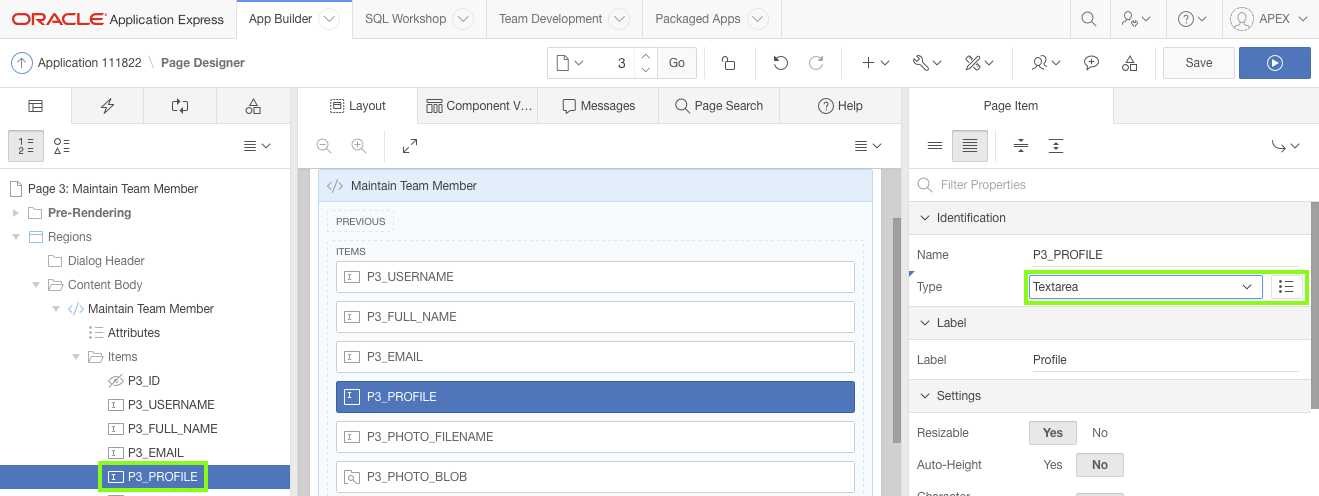 ORACLE Application Express
App Builder
SQL Workshop
Team Development
Packaged Apps
APEX
Application 111822 \ Page Designer
3
Go
Save
Layout
Component V...
Messages
Page Search
Help
Page Item
Page 3: Maintain Team Member
Pre-Rendering
Regions
Dialog Header
Content Body
Maintain Team Member
Attributes
Items
P3_ID
P3_USERNAME
P3_FULL_NAME
P3_EMAIL
P3_PROFILE
Maintain Team Member
PREVIOUS
ITEMS
P3_USERNAME
P3_FULL_NAME
P3_EMAIL
P3_PROFILE
P3_PHOTO_FILENAME
P3_PHOTO_BLOB
Filter Properties
Identification
Name P3_PROFILE
Type Textarea
Label
Label Profile
Settings
Resizable Yes No
Auto-Height Yes No
Character